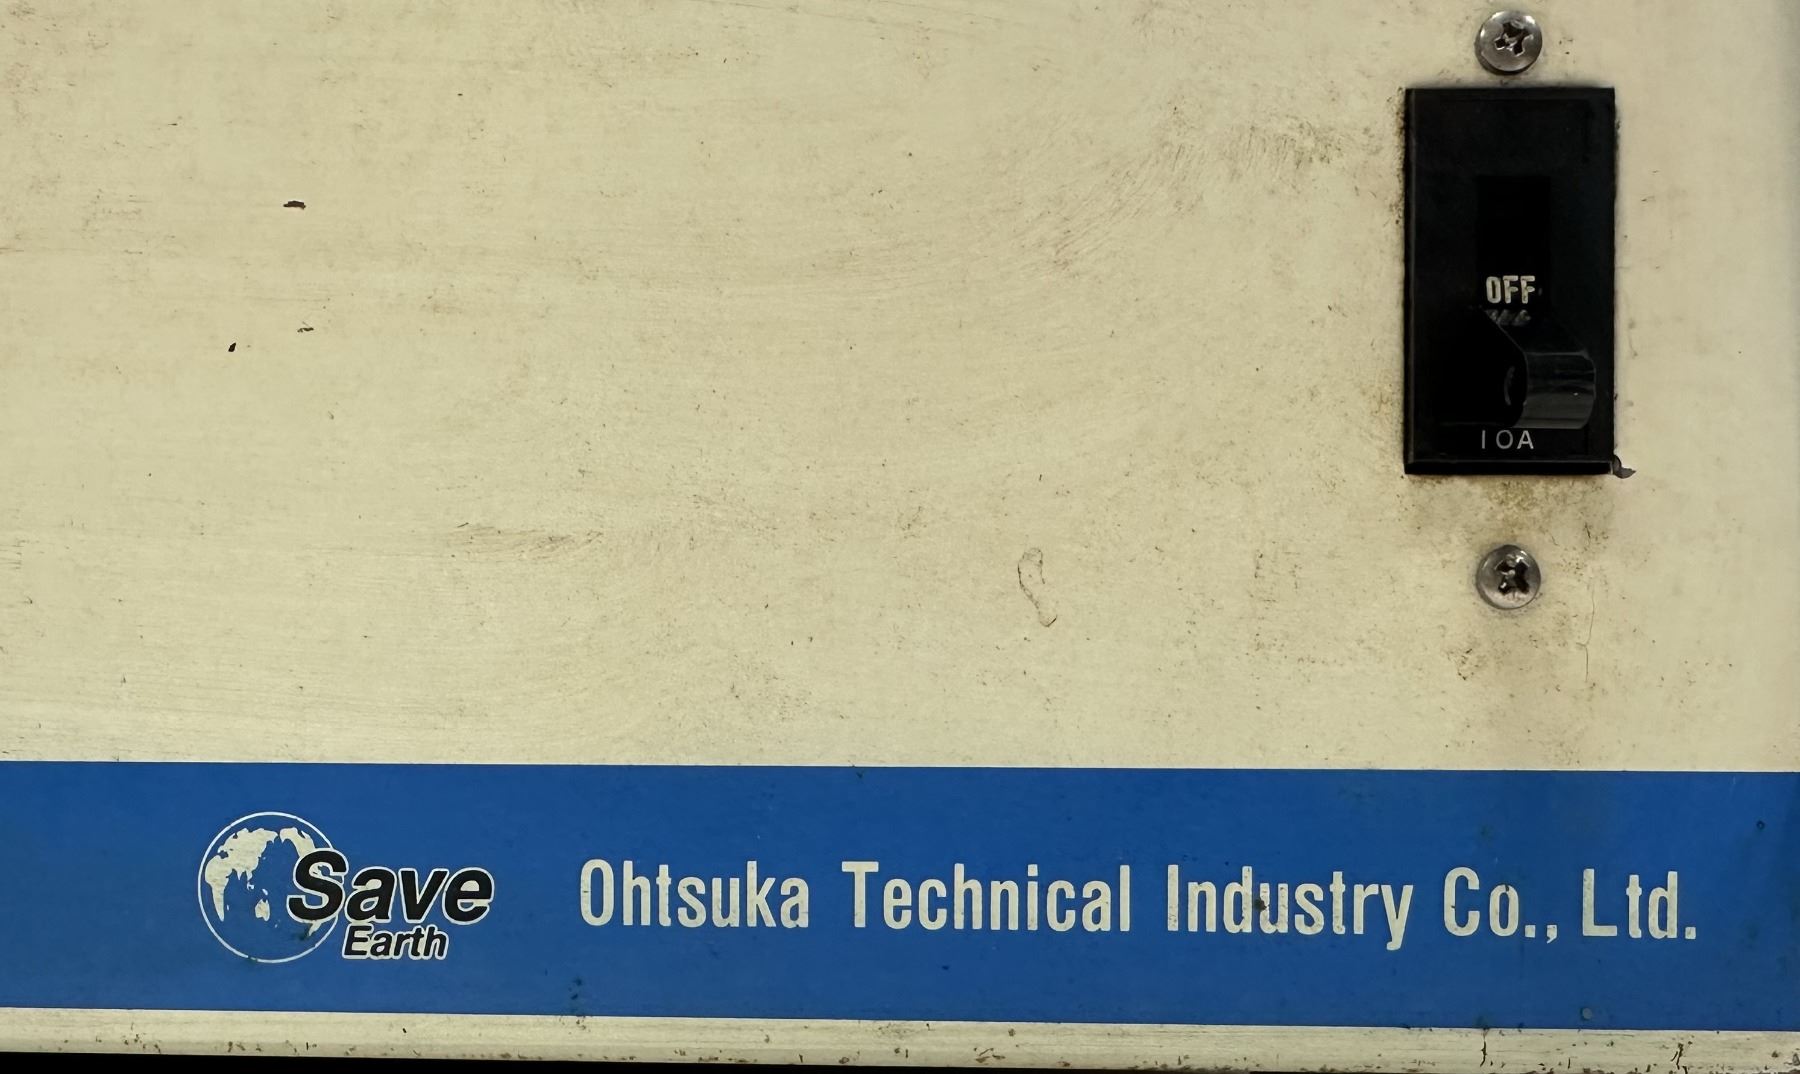 OFF
10A
Save
Earth
Ohtsuka Technical Industry Co., Ltd.